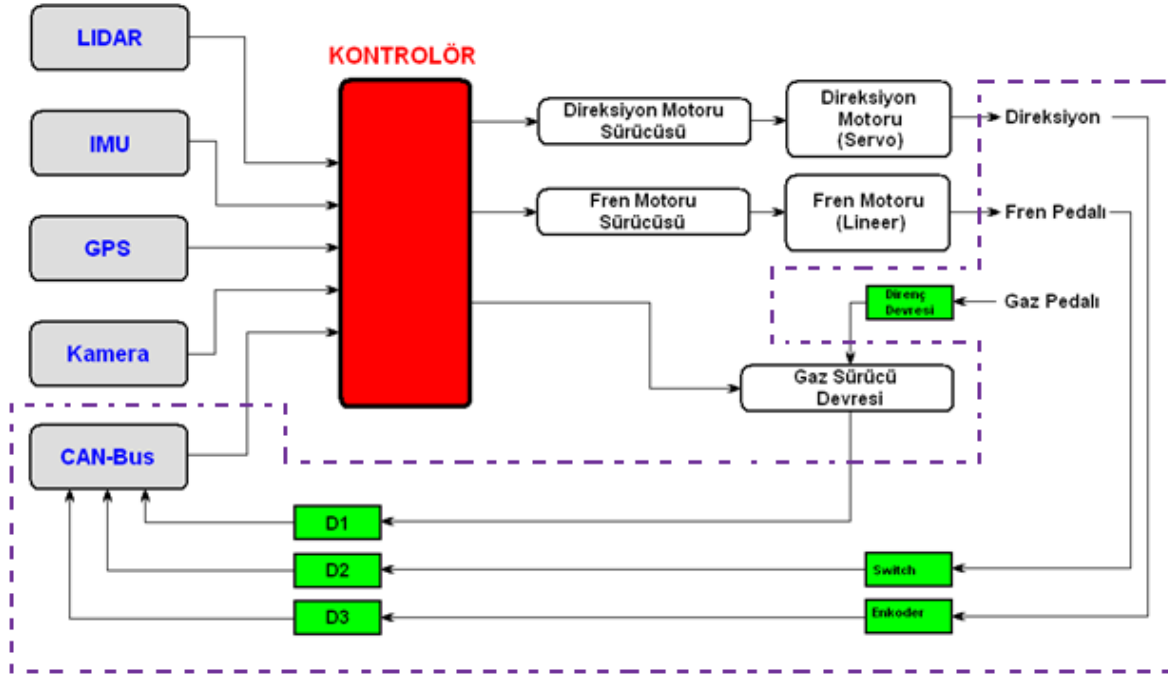 LIDAR
IMU
GPS
Kamera
CAN-Bus
KONTROLÖR
Direksiyon Motoru
Sürücüsü
Direksiyon
Motoru
(Servo)
Direksiyon
Fren Motoru
Sürücüsü
Fren Motoru
(Lineer)
Fren Pedalı
Direnç
Devresi
Gaz Pedalı
Gaz Sürücü
Devresi
D1
D2
Switch
D3
Enkoder